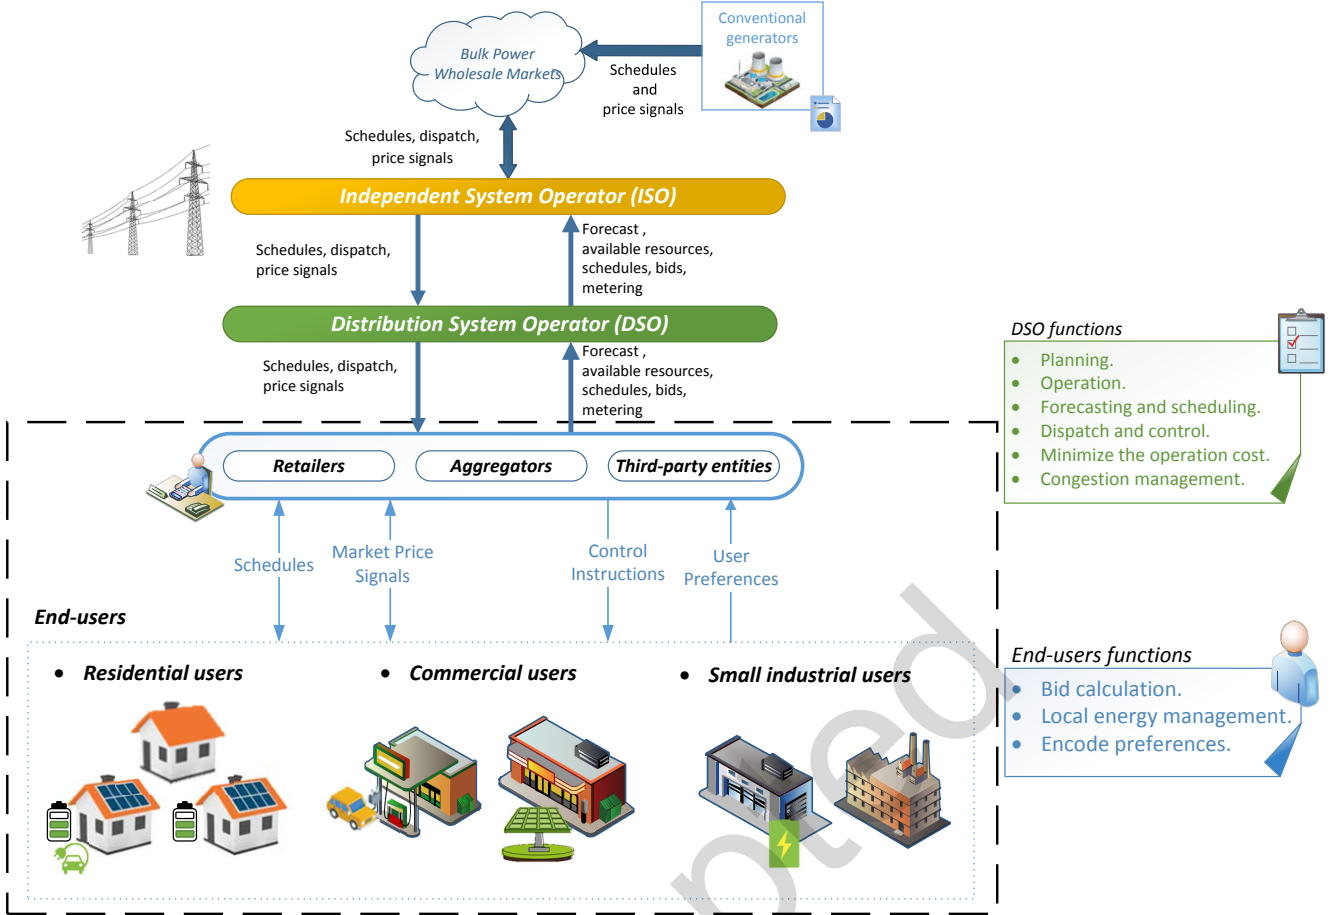 Conventional
generators
Bulk Power
Wholesale Markets
Schedules
and
price signals
Schedules, dispatch,
price signals
Independent System Operator (ISO)
Schedules, dispatch,
price signals
Forecast ,
available resources,
schedules, bids,
metering
Distribution System Operator (DSO)
Schedules, dispatch,
price signals
Forecast ,
available resources,
schedules, bids,
metering
DSO functions
• Planning.
• Operation.
• Forecasting and scheduling.
• Dispatch and control.
• Minimize the operation cost.
• Congestion management.
Retailers
Aggregators
Third-party entities
Schedules
Market Price
Signals
Control
Instructions
User
Preferences
End-users
• Residential users
• Commercial users
• Small industrial users
End-users functions
• Bid calculation.
• Local energy management.
• Encode preferences.
pted